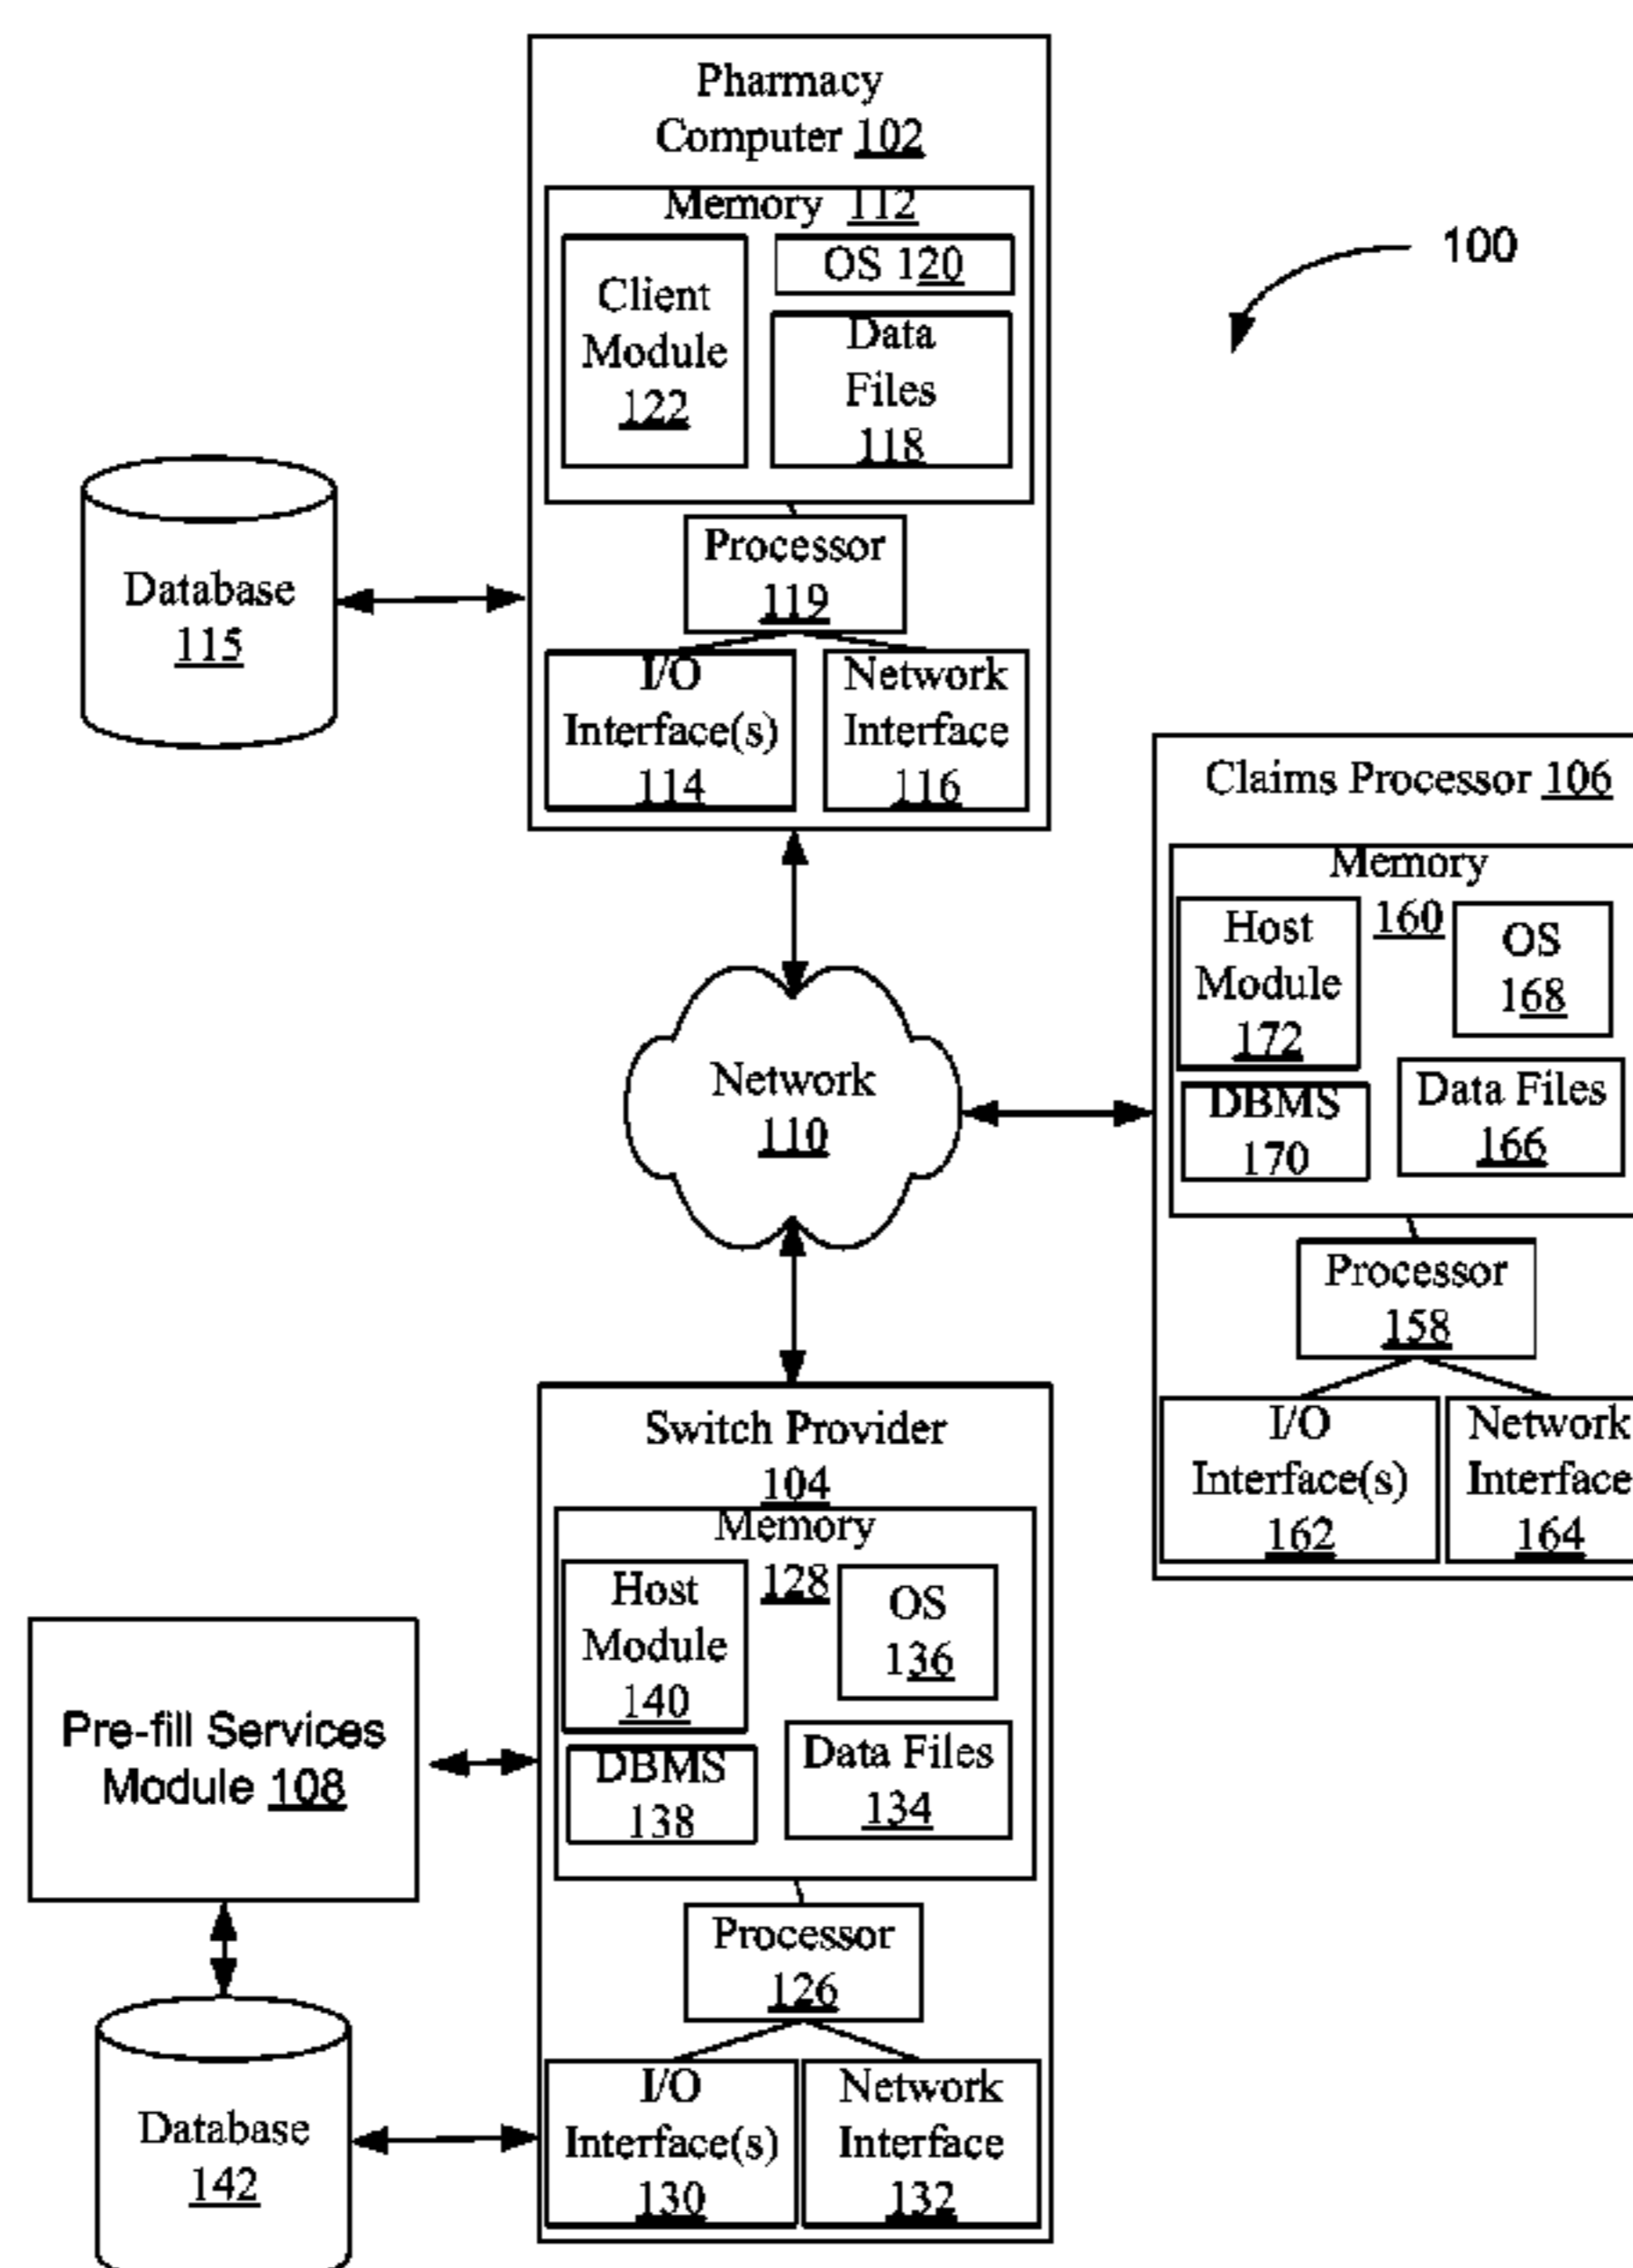 Pharmacy
Computer 102
Memory 112
Client
Module
122
OS 120
Data
Files
118
100
Processor
119
Database
115
I/O
Interface(s)
114
Network
Interface
116
Claims Processor 106
Memory
160
Host
Module
172
OS
168
DBMS
170
Data Files
166
Network
110
Processor
158
I/O
Interface(s)
162
Network
Interface
164
Switch Provider
104
Memory
128
Host
Module
140
OS
136
DBMS
138
Data Files
134
Pre-fill Services
Module 108
Processor
126
Database
142
I/O
Interface(s)
130
Network
Interface
132